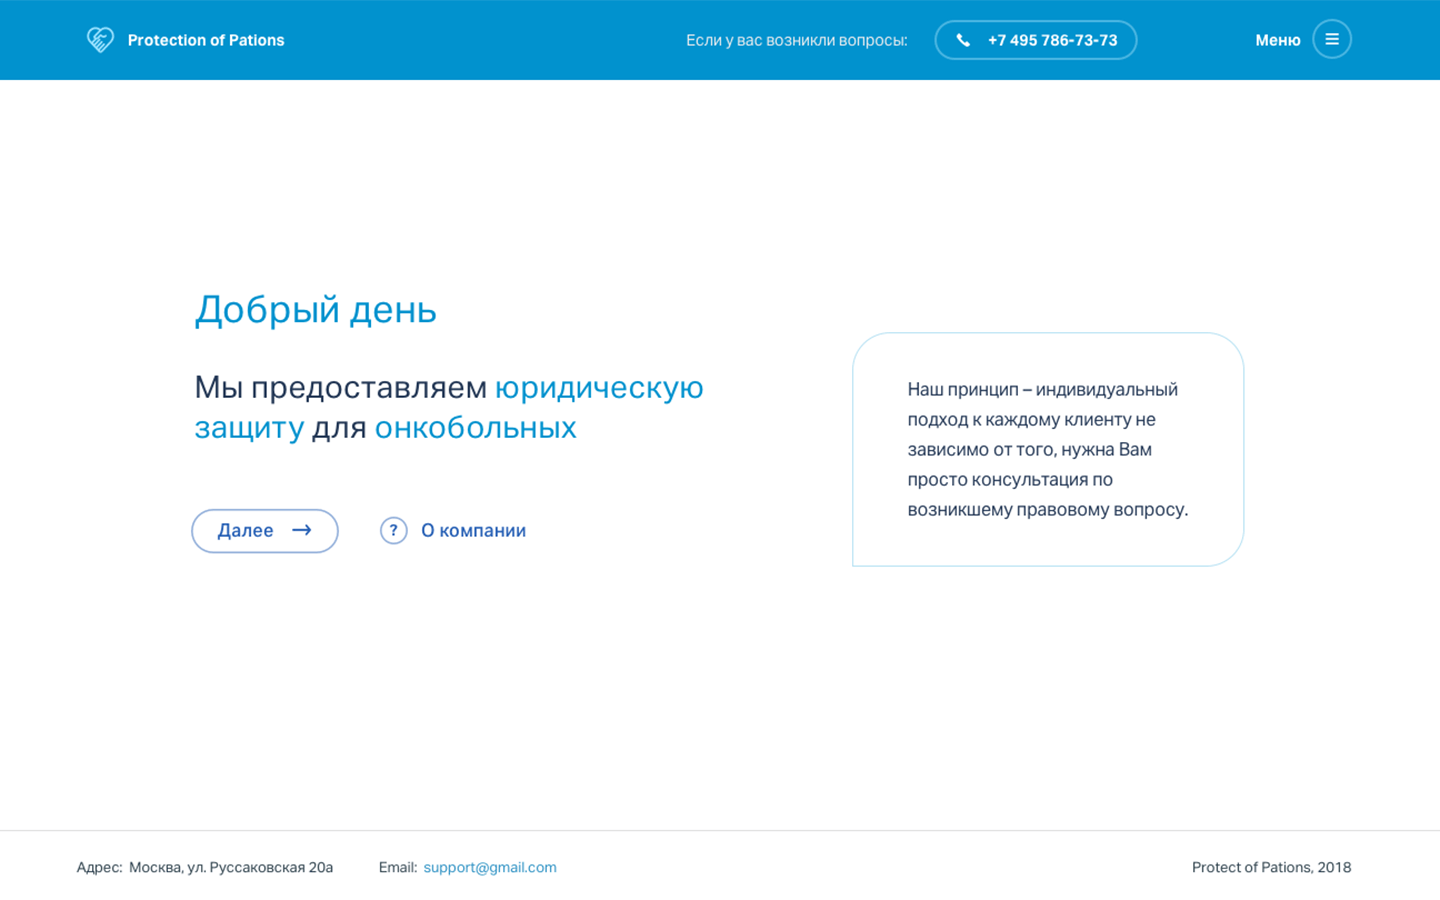 Protection of Pations
Если у вас возникли вопросы:
+7 495 786-73-73
Меню
Добрый день
Мы предоставляем юридическую
защиту для онкобольных
Далее →
? О компании
Наш принцип – индивидуальный
подход к каждому клиенту не
зависимо от того, нужна Вам
просто консультация по
возникшему правовому вопросу.
Адрес: Москва, ул. Руссаковская 20а
Email: support@gmail.com
Protect of Pations, 2018